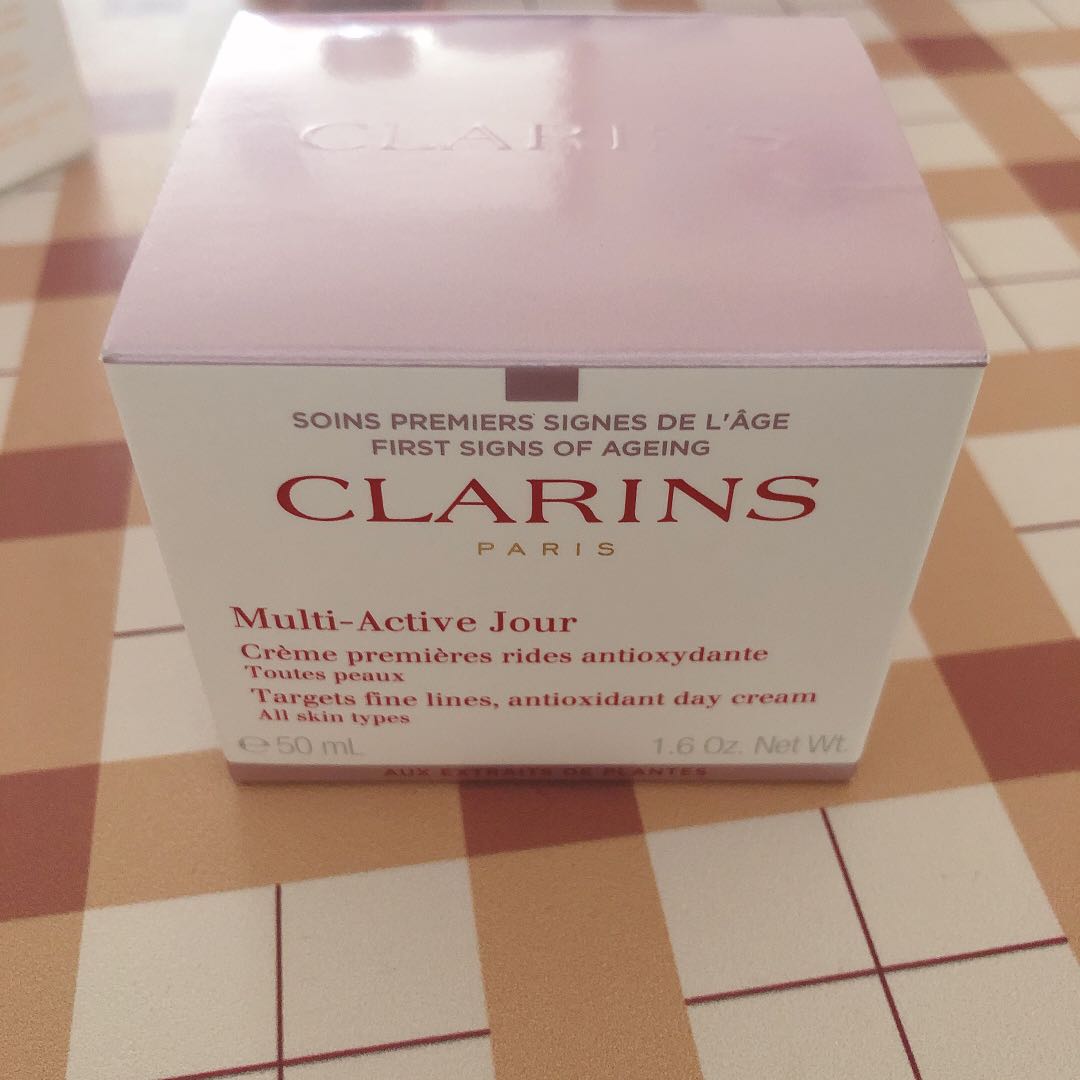 CLARINS
SOINS PREMIERS SIGNES DE L'ÂGE
FIRST SIGNS OF AGEING
CLARINS
PARIS
Multi-Active Jour
Crème premières rides antioxydante
Toutes peaux
Targets fine lines, antioxidant day cream
All skin types
℮ 50 mL 1.6 Oz. Net Wt.
AUX EXTRAITS DE PLANTES